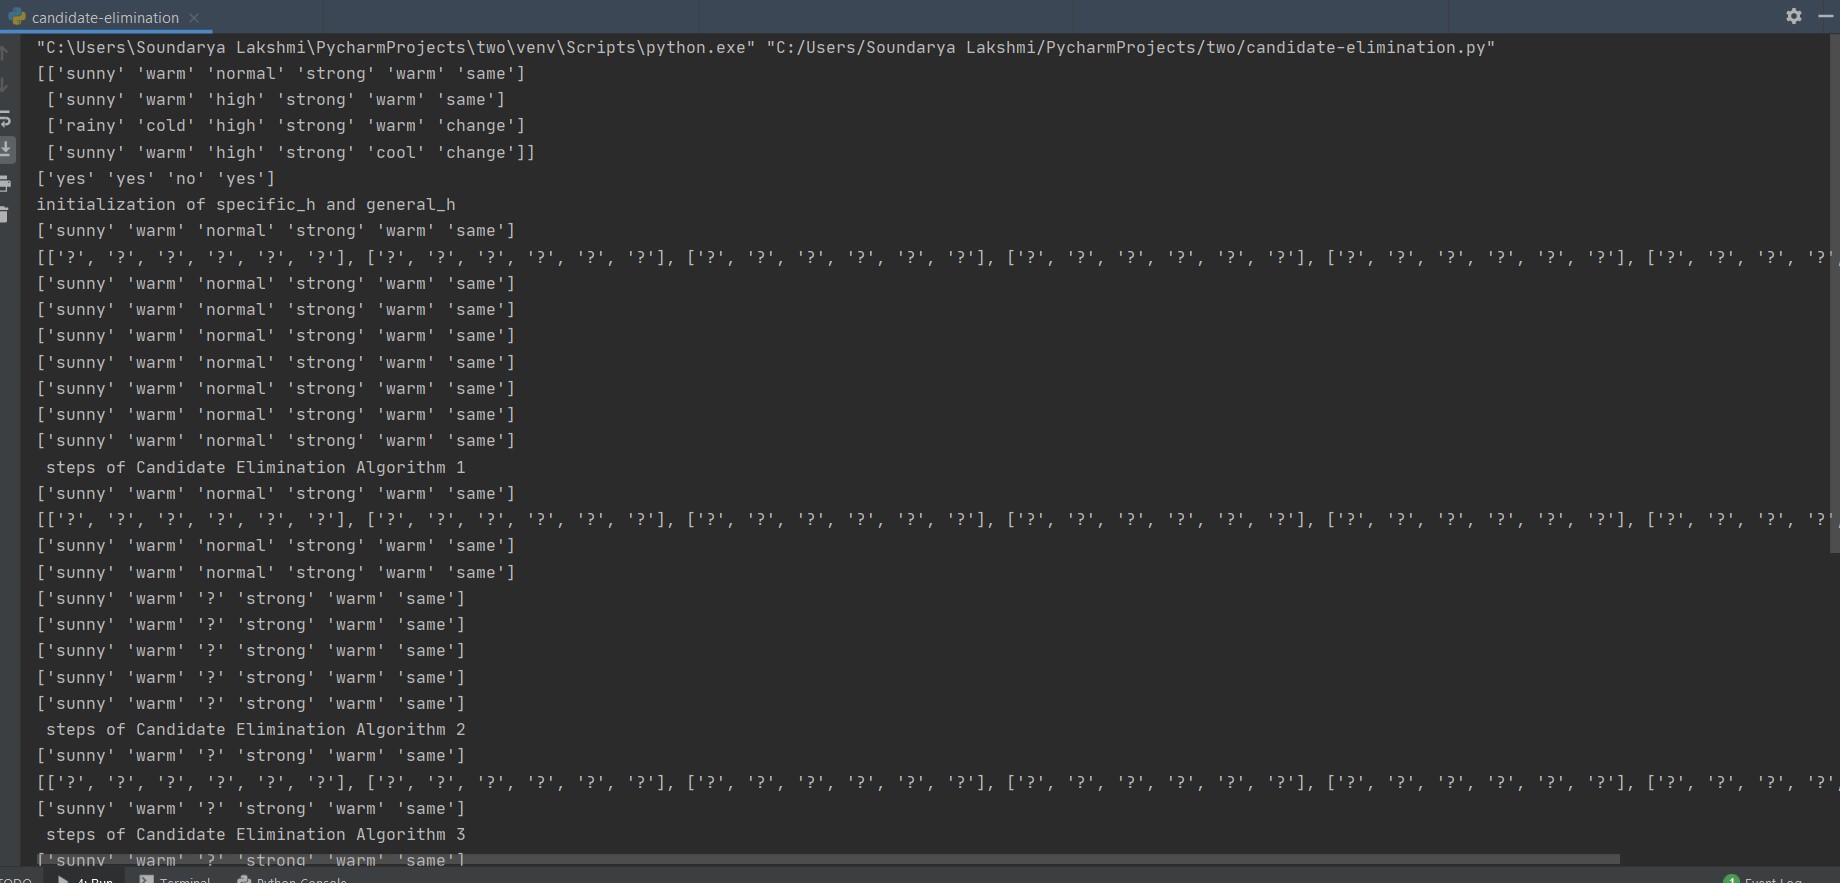 candidate-elimination
"C:\Users\Soundarya Lakshmi\PycharmProjects\two\venv\Scripts\python.exe" "C:/Users/Soundarya Lakshmi/PycharmProjects/two/candidate-elimination.py"
[['sunny' 'warm' 'normal' 'strong' 'warm' 'same']
['sunny' 'warm' 'high' 'strong' 'warm' 'same']
['rainy' 'cold' 'high' 'strong' 'warm' 'change']
['sunny' 'warm' 'high' 'strong' 'cool' 'change']]
['yes' 'yes' 'no' 'yes']
initialization of specific_h and general_h
['sunny' 'warm' 'normal' 'strong' 'warm' 'same']
[['?', '?', '?', '?', '?', '?'], ['?', '?', '?', '?', '?', '?'], ['?', '?', '?', '?', '?', '?'], ['?', '?', '?', '?', '?', '?'], ['?', '?', '?', '?', '?', '?'], ['?', '?', '?', '?'
['sunny' 'warm' 'normal' 'strong' 'warm' 'same']
['sunny' 'warm' 'normal' 'strong' 'warm' 'same']
['sunny' 'warm' 'normal' 'strong' 'warm' 'same']
['sunny' 'warm' 'normal' 'strong' 'warm' 'same']
['sunny' 'warm' 'normal' 'strong' 'warm' 'same']
['sunny' 'warm' 'normal' 'strong' 'warm' 'same']
['sunny' 'warm' 'normal' 'strong' 'warm' 'same']
steps of Candidate Elimination Algorithm 1
['sunny' 'warm' 'normal' 'strong' 'warm' 'same']
[['?', '?', '?', '?', '?', '?'], ['?', '?', '?', '?', '?', '?'], ['?', '?', '?', '?', '?', '?'], ['?', '?', '?', '?', '?', '?'], ['?', '?', '?', '?', '?', '?'], ['?', '?', '?', '?',
['sunny' 'warm' 'normal' 'strong' 'warm' 'same']
['sunny' 'warm' 'normal' 'strong' 'warm' 'same']
['sunny' 'warm' '?' 'strong' 'warm' 'same']
['sunny' 'warm' '?' 'strong' 'warm' 'same']
['sunny' 'warm' '?' 'strong' 'warm' 'same']
['sunny' 'warm' '?' 'strong' 'warm' 'same']
['sunny' 'warm' '?' 'strong' 'warm' 'same']
steps of Candidate Elimination Algorithm 2
['sunny' 'warm' '?' 'strong' 'warm' 'same']
[['?', '?', '?', '?', '?', '?'], ['?', '?', '?', '?', '?', '?'], ['?', '?', '?', '?', '?', '?'], ['?', '?', '?', '?', '?', '?'], ['?', '?', '?', '?', '?', '?'], ['?', '?', '?', '?',
['sunny' 'warm' '?' 'strong' 'warm' 'same']
steps of Candidate Elimination Algorithm 3
['sunny' 'warm' '?' 'strong' 'warm' 'same']
TODO 4: Run Terminal Python Console 1 Event Log